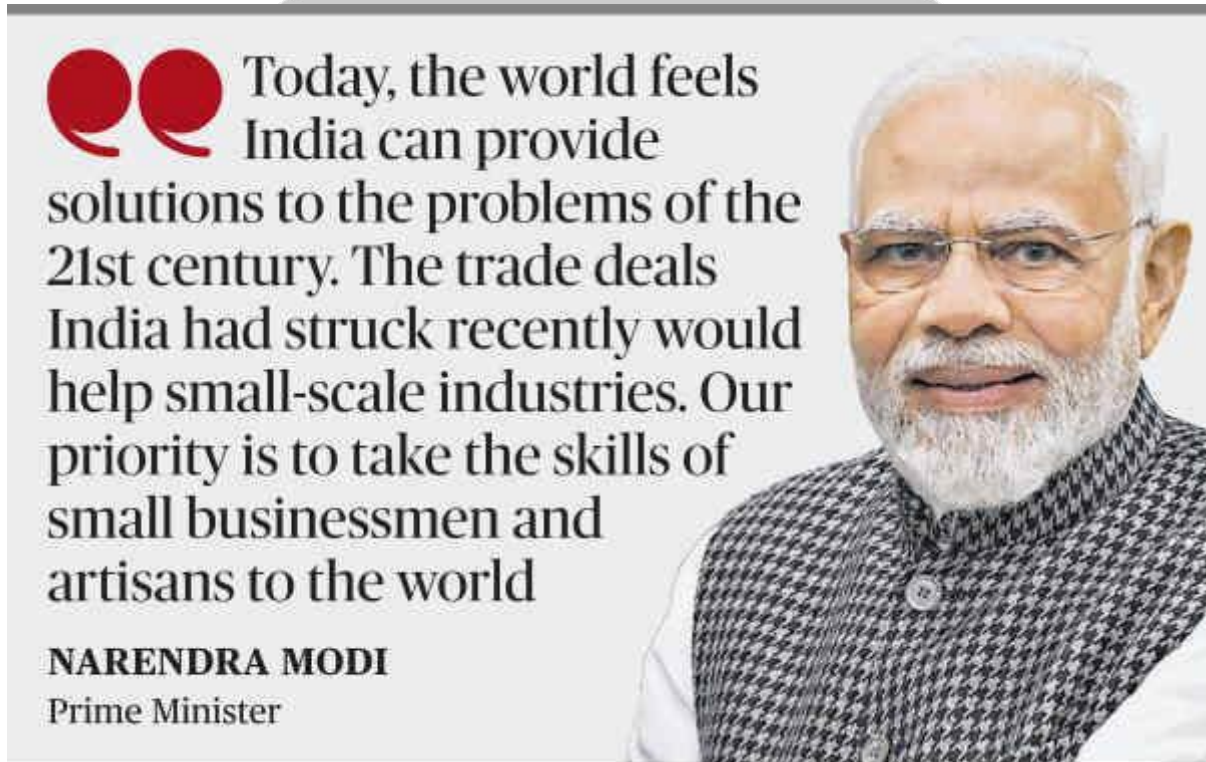 Today, the world feels
India can provide
solutions to the problems of the
21st century. The trade deals
India had struck recently would
help small-scale industries. Our
priority is to take the skills of
small businessmen and
artisans to the world
NARENDRA MODI
Prime Minister